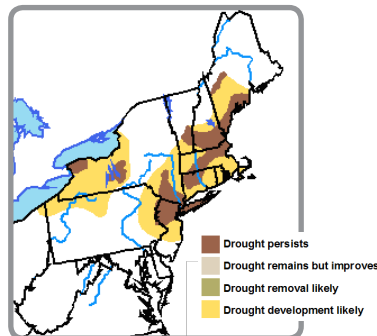 Drought persists
Drought remains but improves
Drought removal likely
Drought development likely